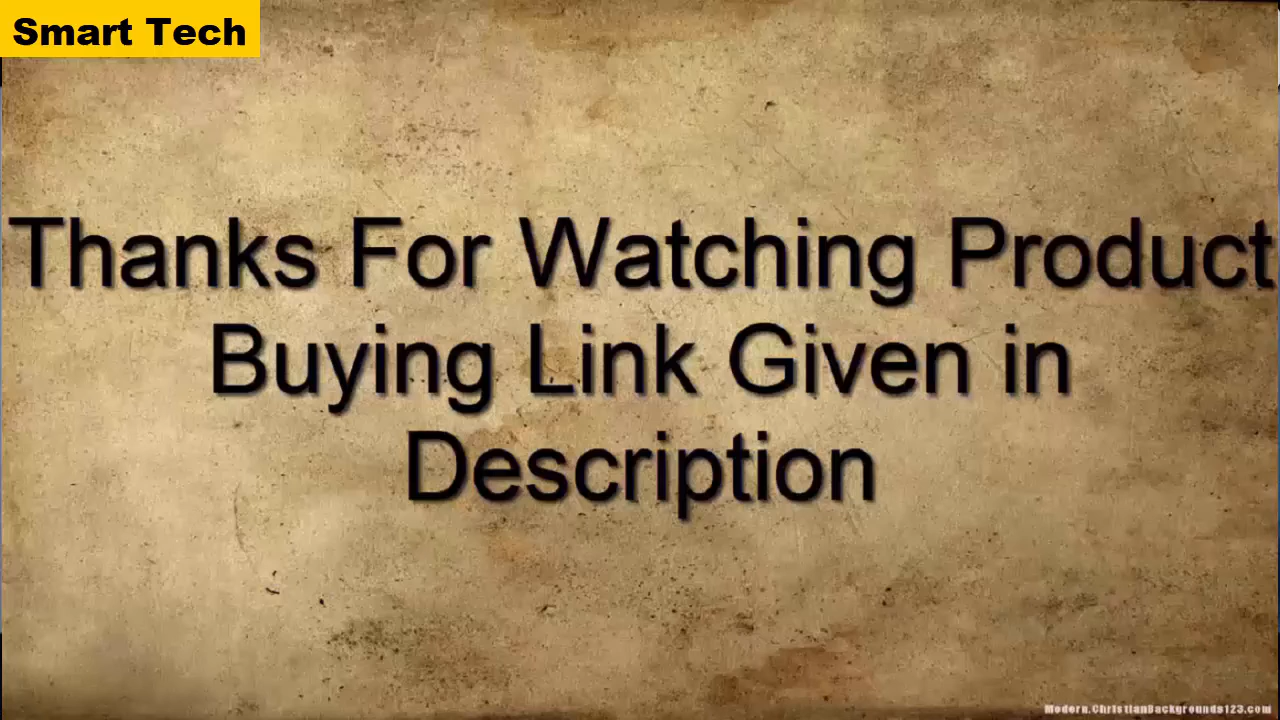 Smart Tech
Thanks For Watching Product
Buying Link Given in
Description
Modern.ChristianBackgrounds123.com